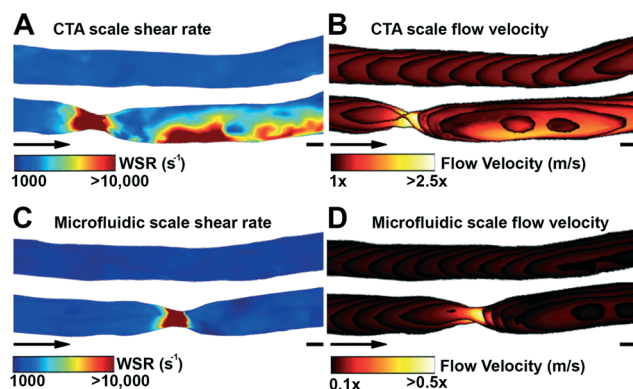 A CTA scale shear rate
B CTA scale flow velocity
WSR (s⁻¹)
1000 >10,000
Flow Velocity (m/s)
1x >2.5x
C Microfluidic scale shear rate
D Microfluidic scale flow velocity
WSR (s⁻¹)
1000 >10,000
Flow Velocity (m/s)
0.1x >0.5x